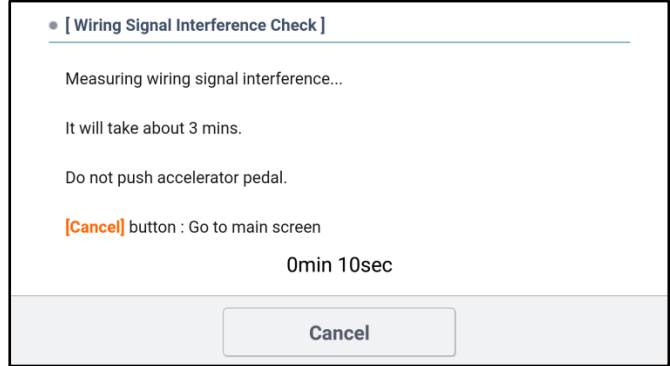 [ Wiring Signal Interference Check ]
Measuring wiring signal interference...
It will take about 3 mins.
Do not push accelerator pedal.
[Cancel] button : Go to main screen
0min 10sec
Cancel